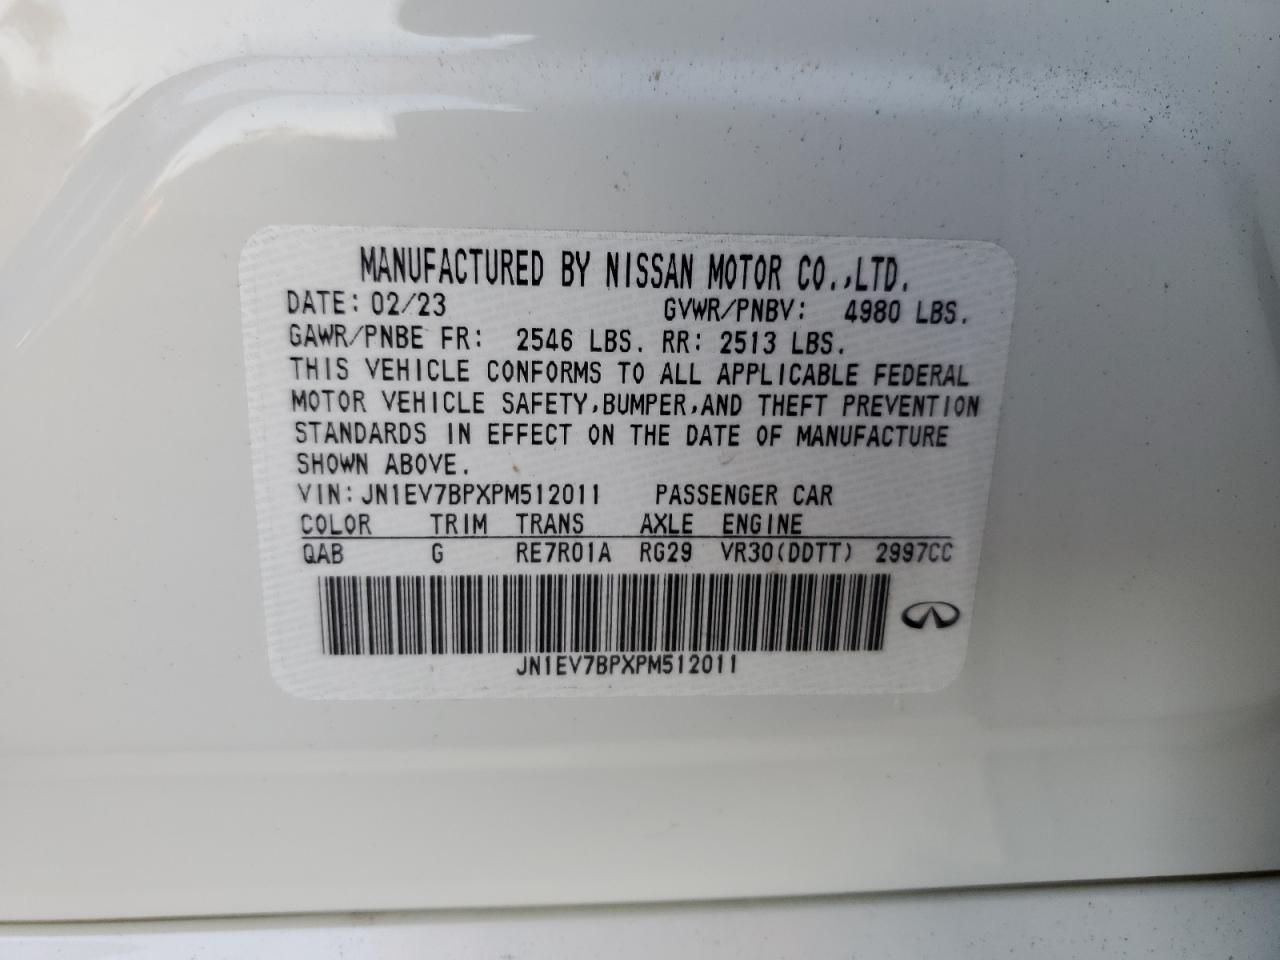 MANUFACTURED BY NISSAN MOTOR CO.,LTD.
DATE: 02/23 GVWR/PNBV: 4980 LBS.
GAWR/PNBE FR: 2546 LBS. RR: 2513 LBS.
THIS VEHICLE CONFORMS TO ALL APPLICABLE FEDERAL
MOTOR VEHICLE SAFETY,BUMPER,AND THEFT PREVENTION
STANDARDS IN EFFECT ON THE DATE OF MANUFACTURE
SHOWN ABOVE.
VIN:JN1EV7BPXPM512011 PASSENGER CAR
COLOR TRIM TRANS AXLE ENGINE
QAB G RE7R01A RG29 VR30(DDTT) 2997CC
JN1EV7BPXPM512011